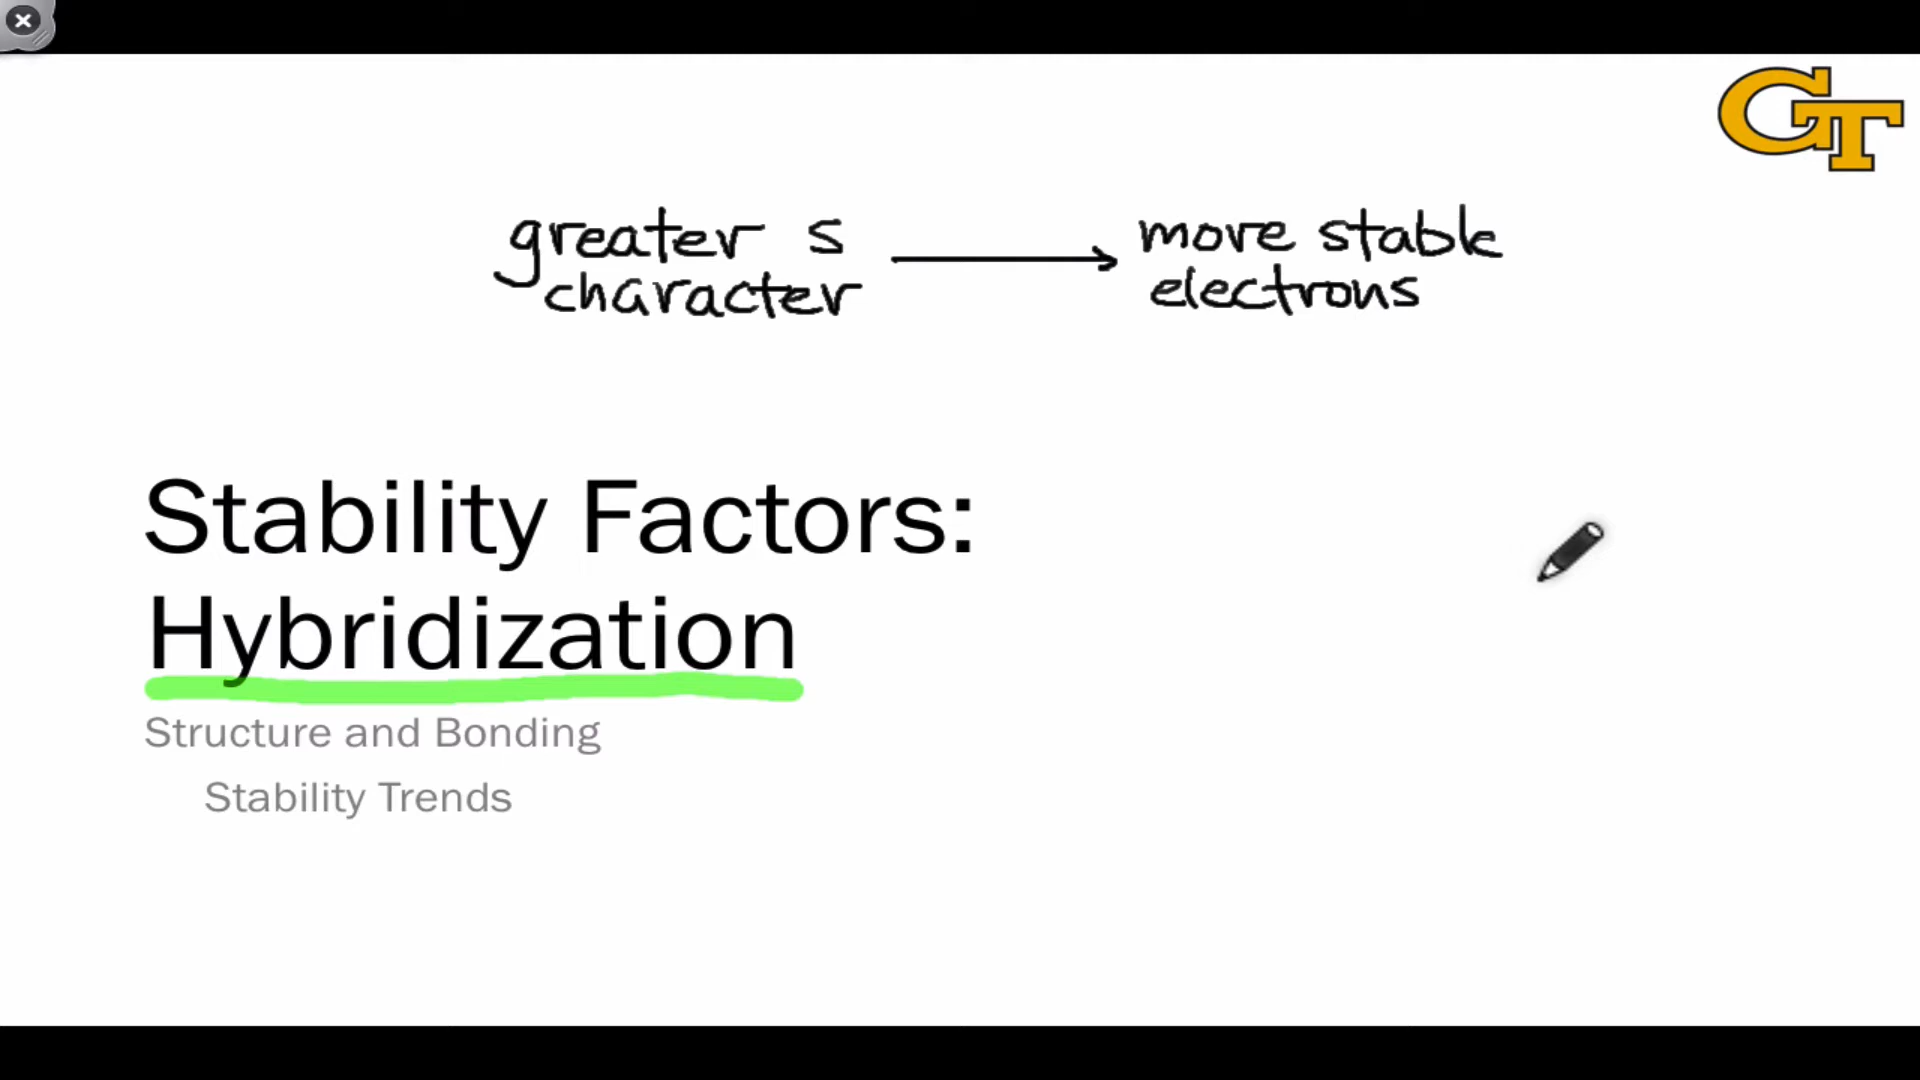 GT
greater s
character
more stable
electrons
Stability Factors:
Hybridization
Structure and Bonding
Stability Trends